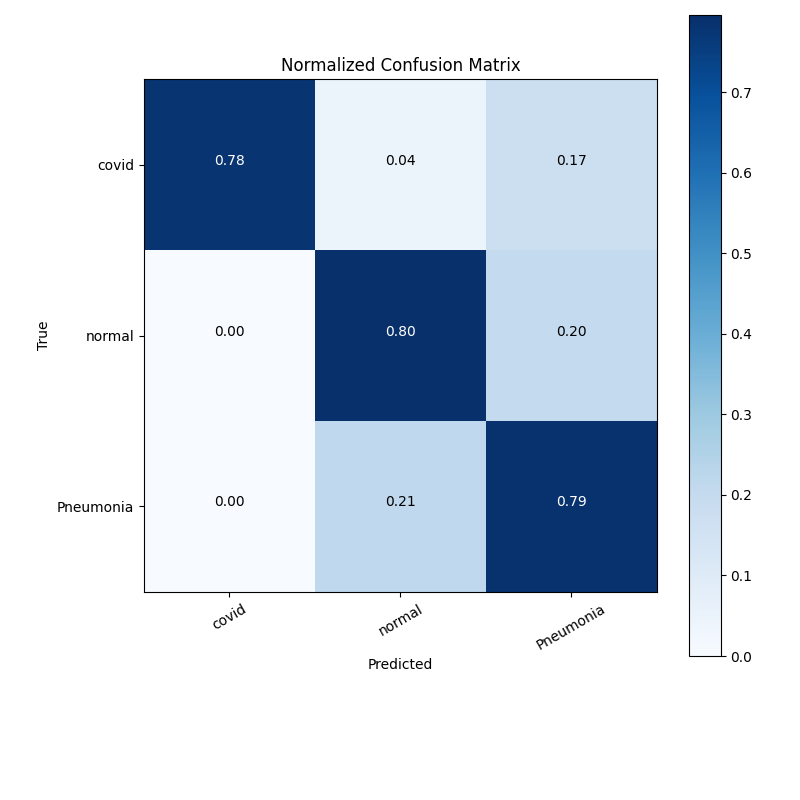 Normalized Confusion Matrix
covid 0.78 0.04 0.17
normal 0.00 0.80 0.20
Pneumonia 0.00 0.21 0.79
covid normal Pneumonia
True
Predicted
0.7
0.6
0.5
0.4
0.3
0.2
0.1
0.0